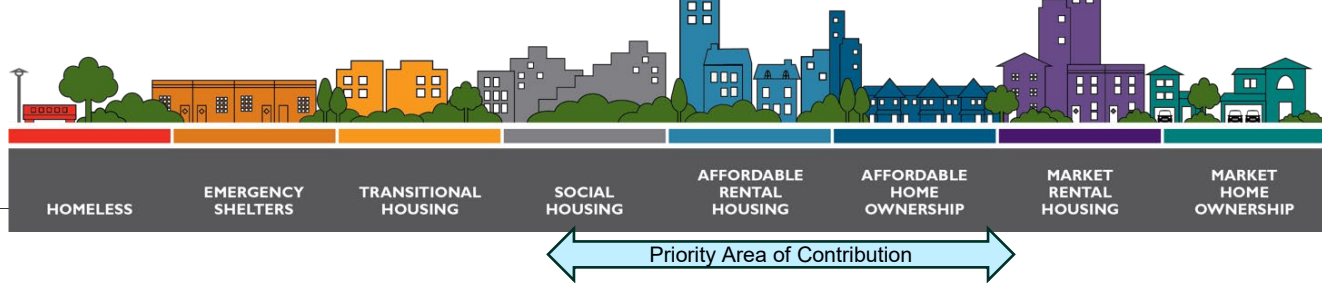 HOMELESS
EMERGENCY
SHELTERS
TRANSITIONAL
HOUSING
SOCIAL
HOUSING
AFFORDABLE
RENTAL
HOUSING
AFFORDABLE
HOME
OWNERSHIP
MARKET
RENTAL
HOUSING
MARKET
HOME
OWNERSHIP
Priority Area of Contribution